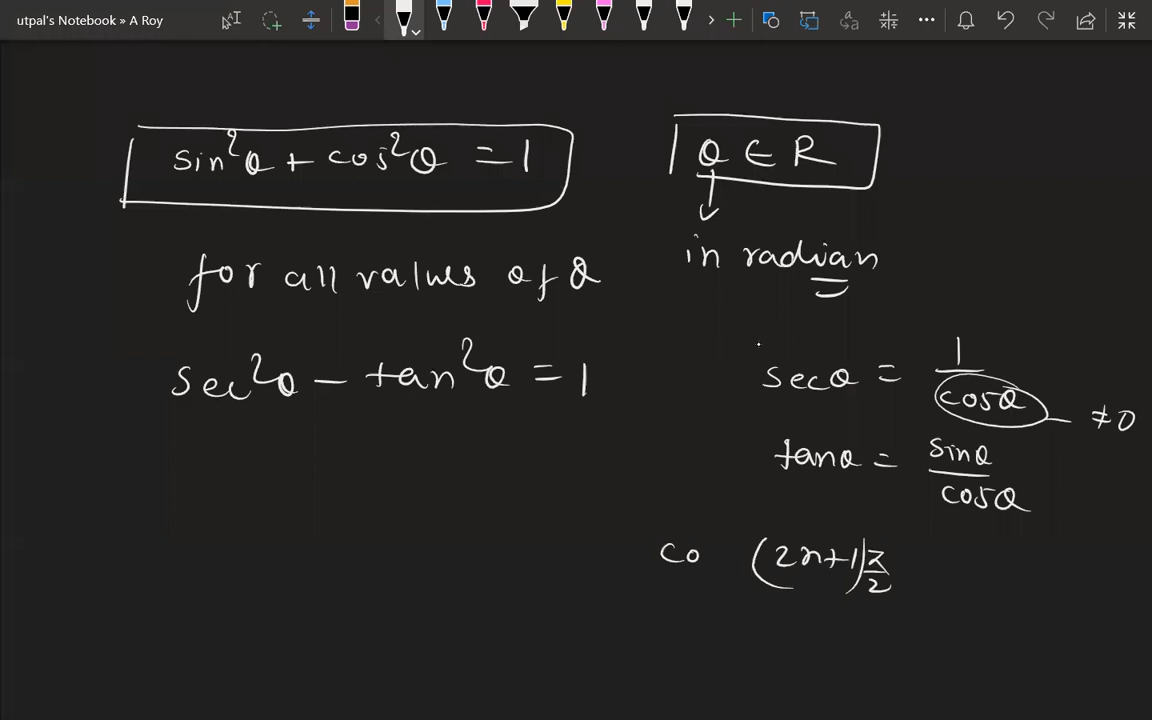 utpal's Notebook » A Roy
sin²θ + cos²θ = 1
θ ∈ R
in radian
for all values of θ
sec²θ - tan²θ = 1
secθ = 1/cosθ ≠0
tanθ = sinθ/cosθ
co (2n+1)π/2